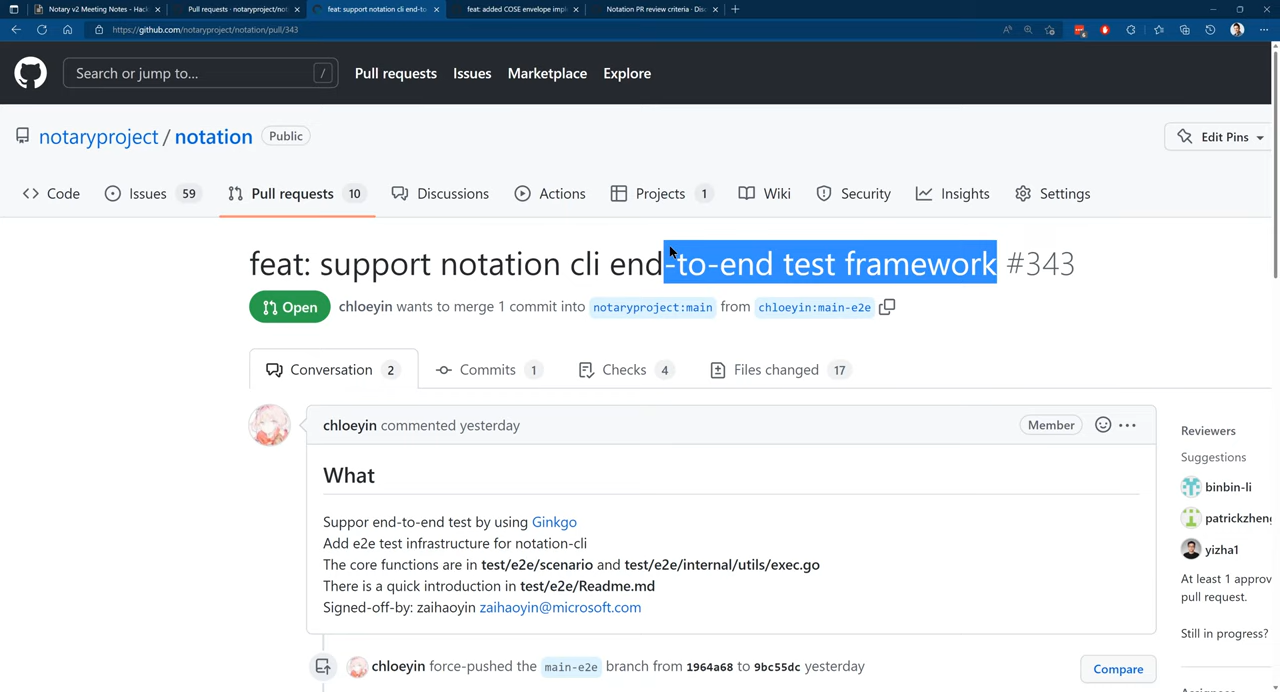 Notary v2 Meeting Notes - Hack
Pull requests · notaryproject/not
feat: support notation cli end-to-
feat: added COSE envelope impl
Notation PR review criteria · Disc
https://github.com/notaryproject/notation/pull/343
Search or jump to... /
Pull requests Issues Marketplace Explore
notaryproject / notation Public
Edit Pins
Code Issues 59 Pull requests 10 Discussions Actions Projects 1 Wiki Security Insights Settings
feat: support notation cli end-to-end test framework #343
Open chloeyin wants to merge 1 commit into notaryproject:main from chloeyin:main-e2e
Conversation 2 Commits 1 Checks 4 Files changed 17
chloeyin commented yesterday Member
What
Suppor end-to-end test by using Ginkgo
Add e2e test infrastructure for notation-cli
The core functions are in test/e2e/scenario and test/e2e/internal/utils/exec.go
There is a quick introduction in test/e2e/Readme.md
Signed-off-by: zaihaoyin zaihaoyin@microsoft.com
chloeyin force-pushed the main-e2e branch from 1964a68 to 9bc55dc yesterday
Compare
Reviewers
Suggestions
binbin-li
patrickzheng
yizha1
At least 1 approv
pull request.
Still in progress?